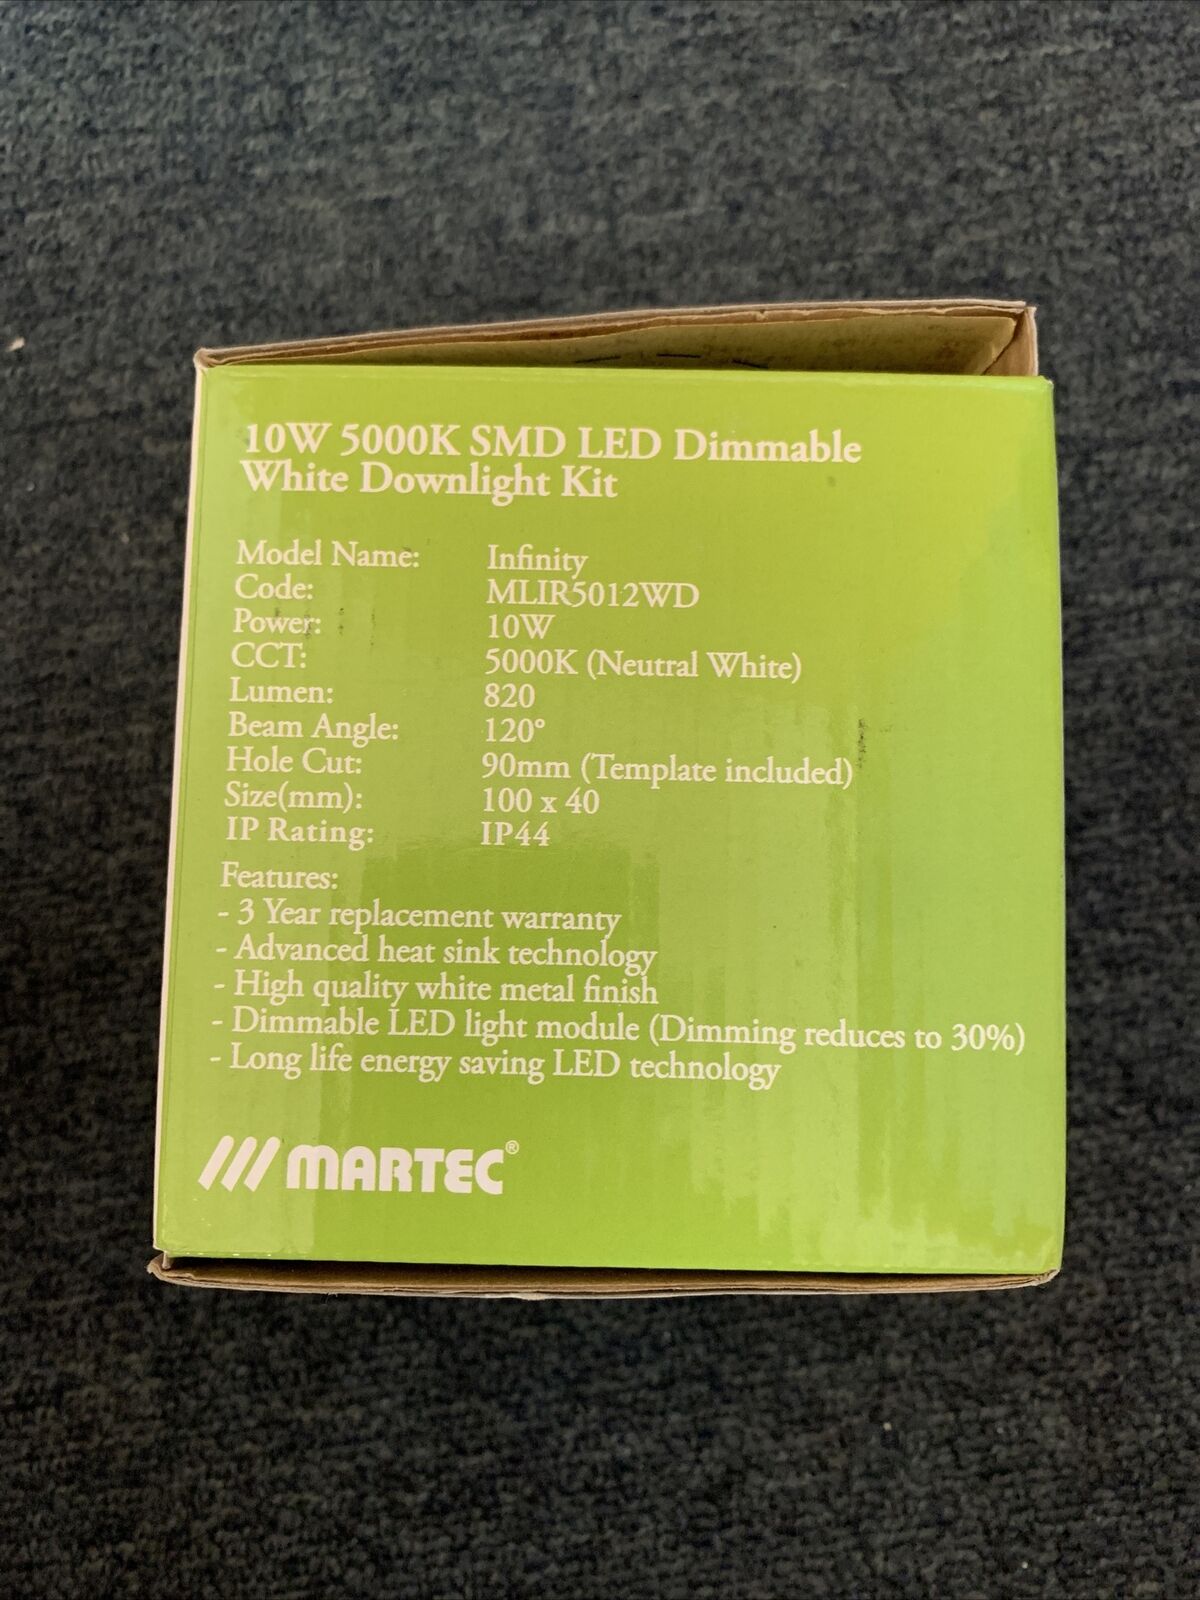 10W 5000K SMD LED Dimmable
White Downlight Kit
Model Name: Infinity
Code: MLIR5012WD
Power: 10W
CCT: 5000K (Neutral White)
Lumen: 820
Beam Angle: 120°
Hole Cut: 90mm (Template included)
Size(mm): 100 x 40
IP Rating: IP44
Features:
- 3 Year replacement warranty
- Advanced heat sink technology
- High quality white metal finish
- Dimmable LED light module (Dimming reduces to 30%)
- Long life energy saving LED technology
MARTEC®